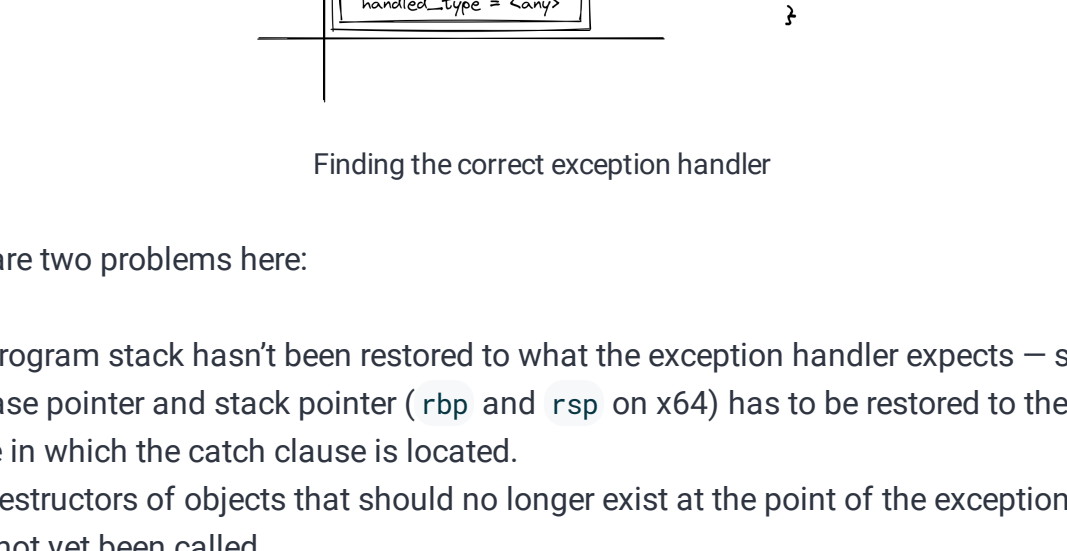 handled_type = <any>
}
Finding the correct exception handler
are two problems here:
rogram stack hasn’t been restored to what the exception handler expects — s
ase pointer and stack pointer ( rbp and rsp on x64) has to be restored to the
e in which the catch clause is located.
estructors of objects that should no longer exist at the point of the exception
not yet been called